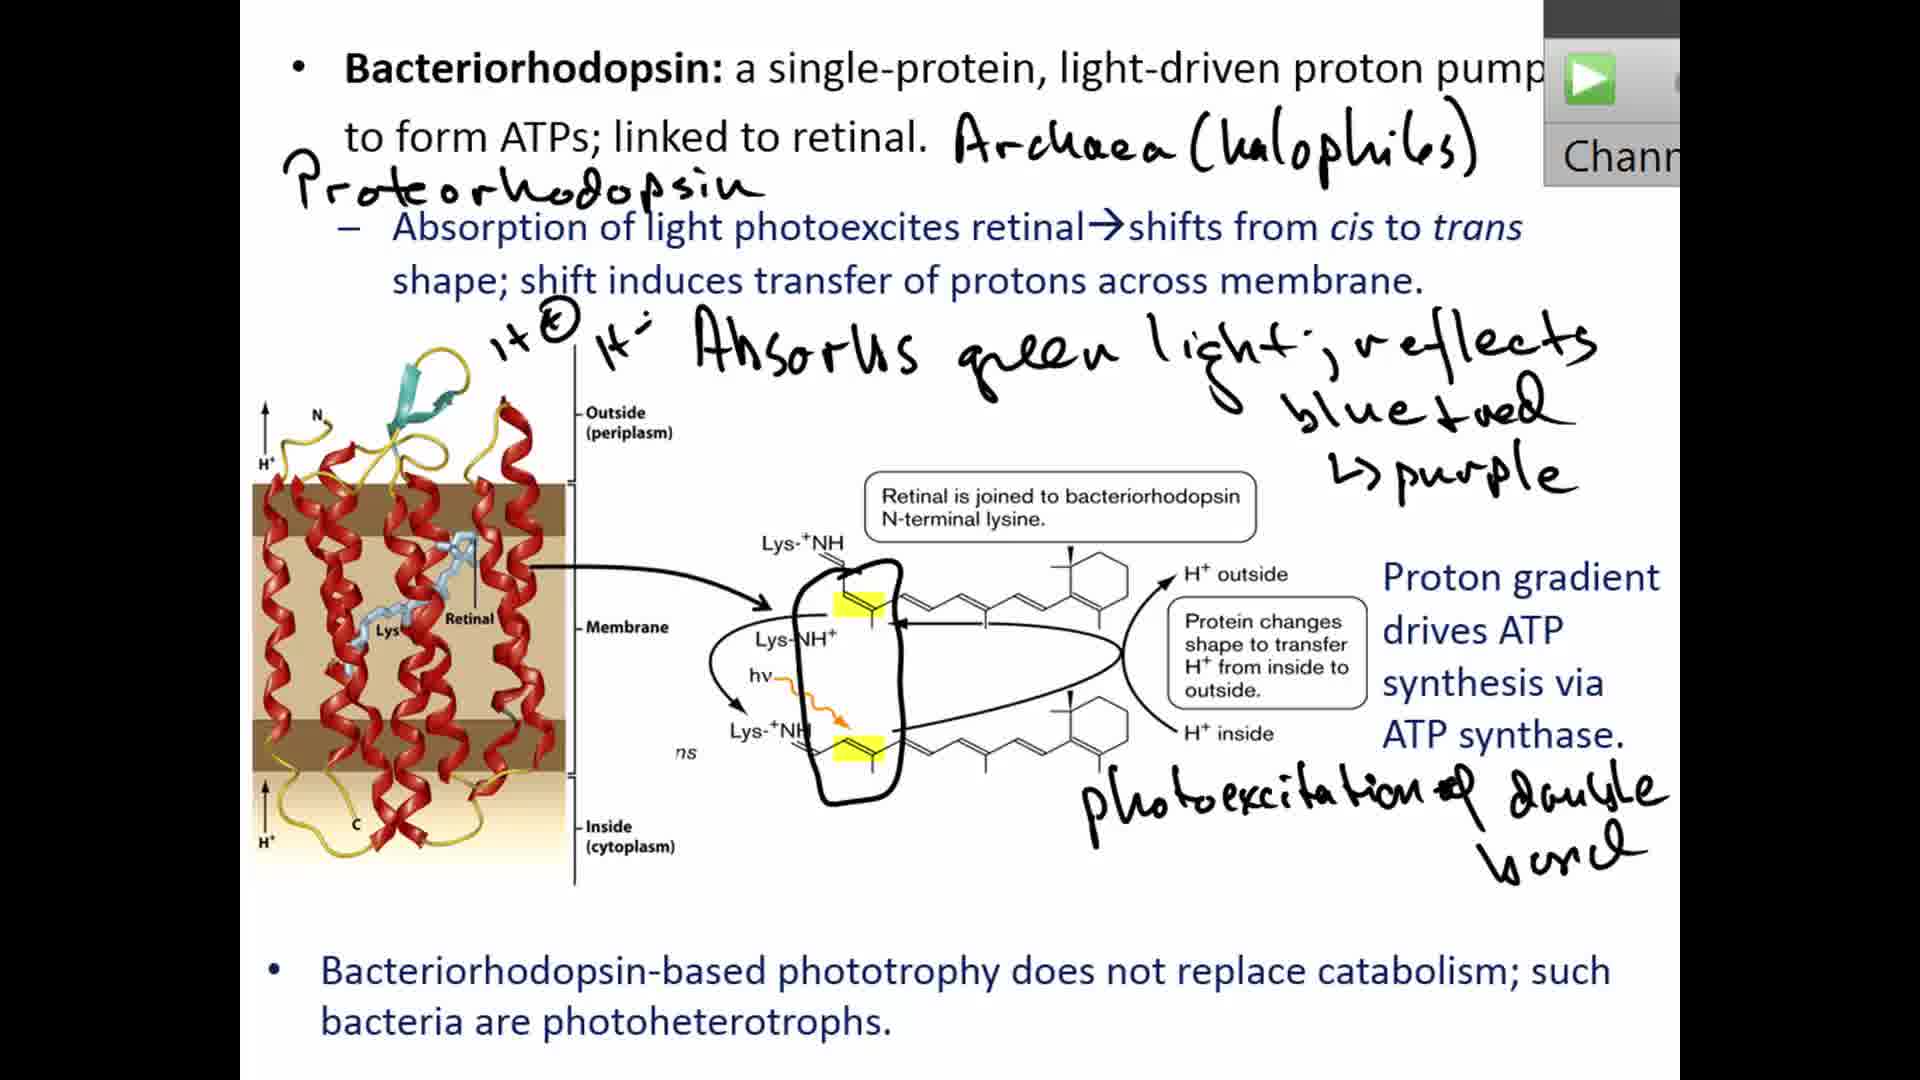 • Bacteriorhodopsin: a single-protein, light-driven proton pump
to form ATPs; linked to retinal. Archaea (halophiles)
Proteorhodopsin
– Absorption of light photoexcites retinal→shifts from cis to trans
shape; shift induces transfer of protons across membrane.
H+ H+ Absorbs green light; reflects
blue + red
↳ purple
Chann
N
H+
Outside
(periplasm)
Retinal
Lys
Membrane
H+
C
Inside
(cytoplasm)
Retinal is joined to bacteriorhodopsin
N-terminal lysine.
Lys-+NH
Lys-NH+
hν
Lys-+NH
ns
H+ outside
Protein changes
shape to transfer
H+ from inside to
outside.
H+ inside
Proton gradient
drives ATP
synthesis via
ATP synthase.
photoexcitation of double
bond
• Bacteriorhodopsin-based phototrophy does not replace catabolism; such
bacteria are photoheterotrophs.